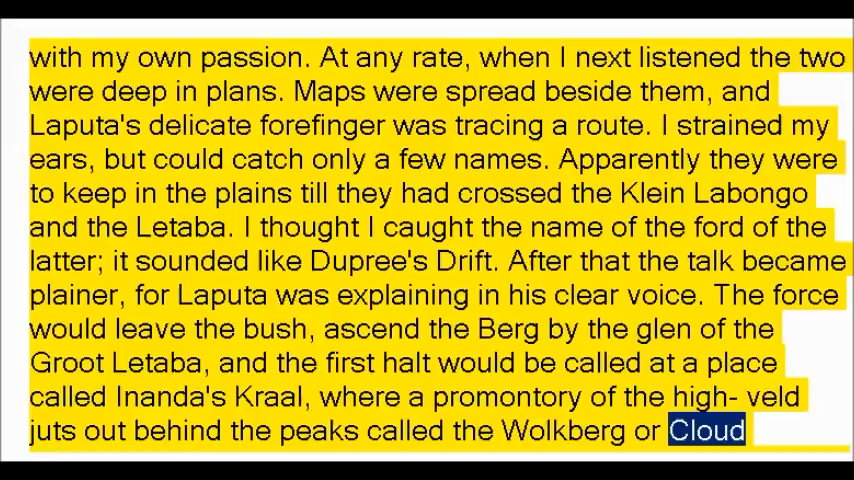 with my own passion. At any rate, when I next listened the two
were deep in plans. Maps were spread beside them, and
Laputa's delicate forefinger was tracing a route. I strained my
ears, but could catch only a few names. Apparently they were
to keep in the plains till they had crossed the Klein Labongo
and the Letaba. I thought I caught the name of the ford of the
latter; it sounded like Dupree's Drift. After that the talk became
plainer, for Laputa was explaining in his clear voice. The force
would leave the bush, ascend the Berg by the glen of the
Groot Letaba, and the first halt would be called at a place
called Inanda's Kraal, where a promontory of the high- veld
juts out behind the peaks called the Wolkberg or Cloud